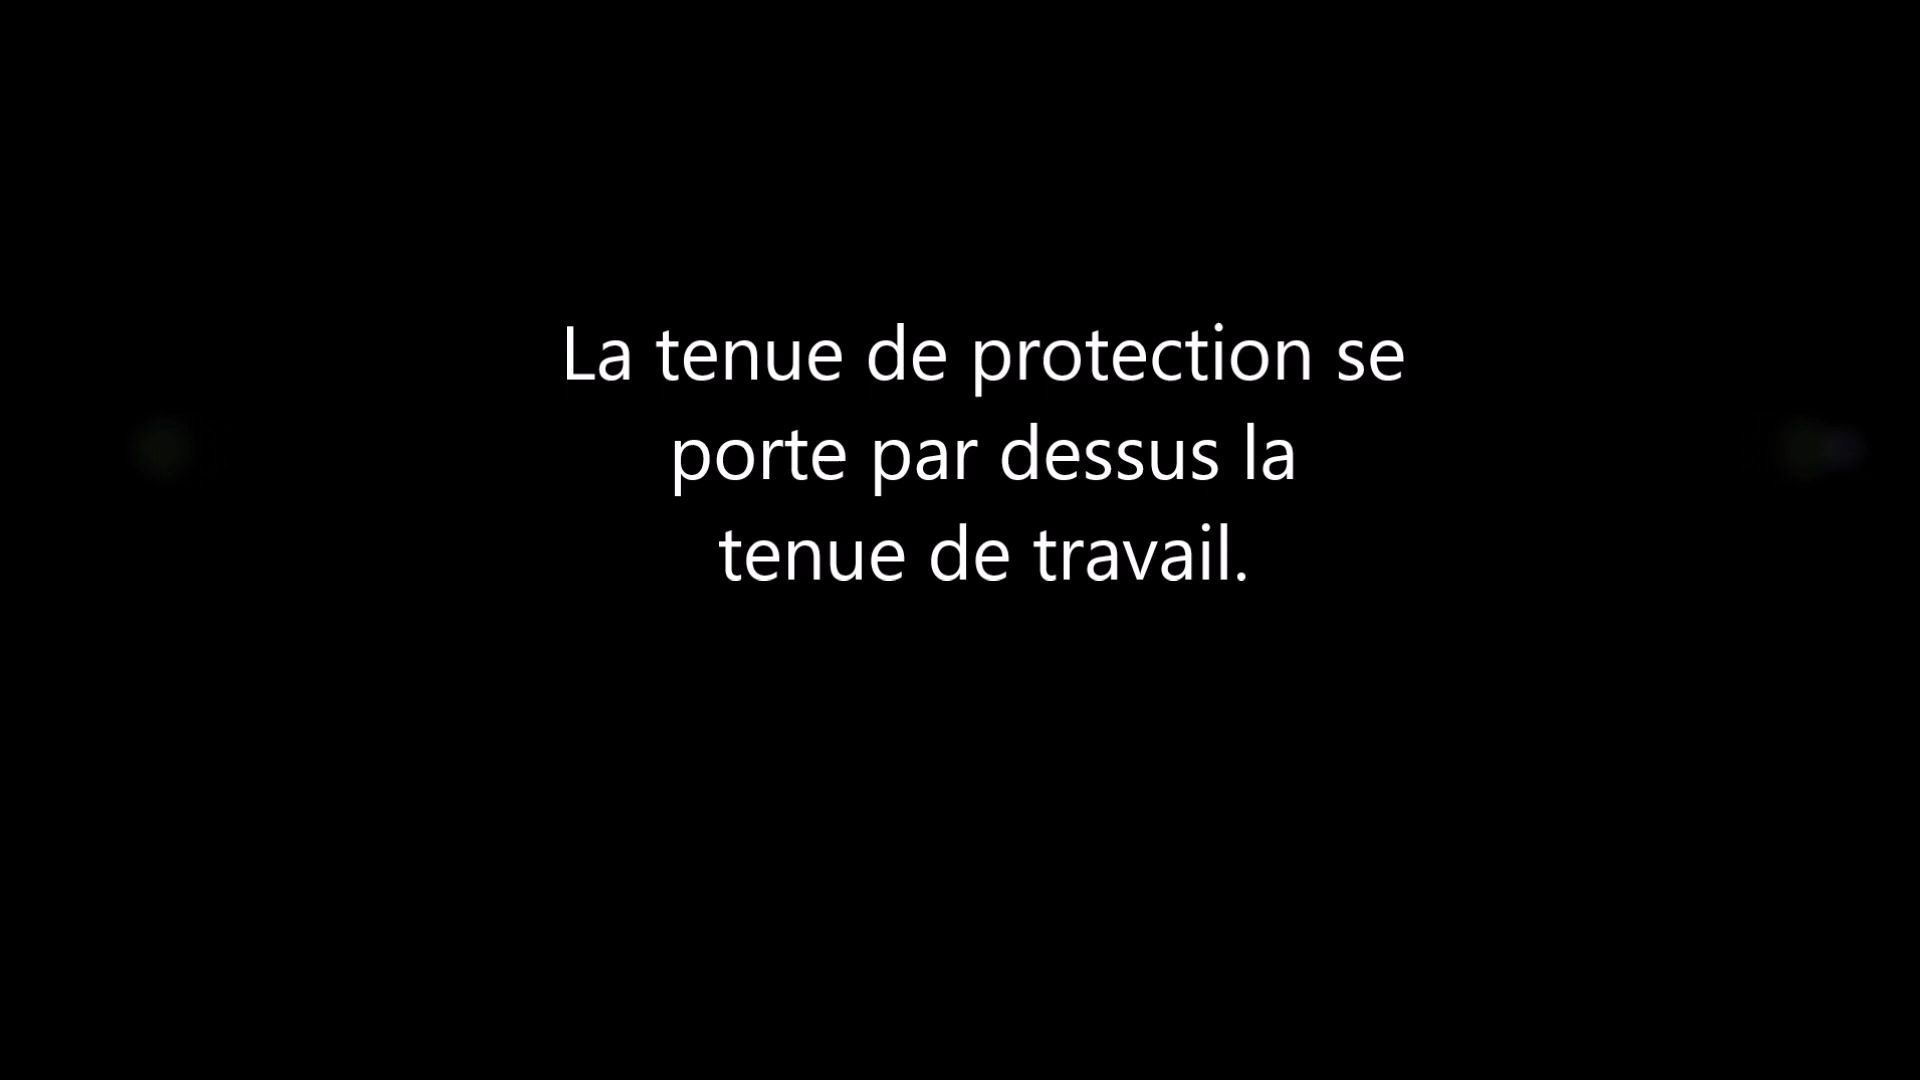 La tenue de protection se
porte par dessus la
tenue de travail.